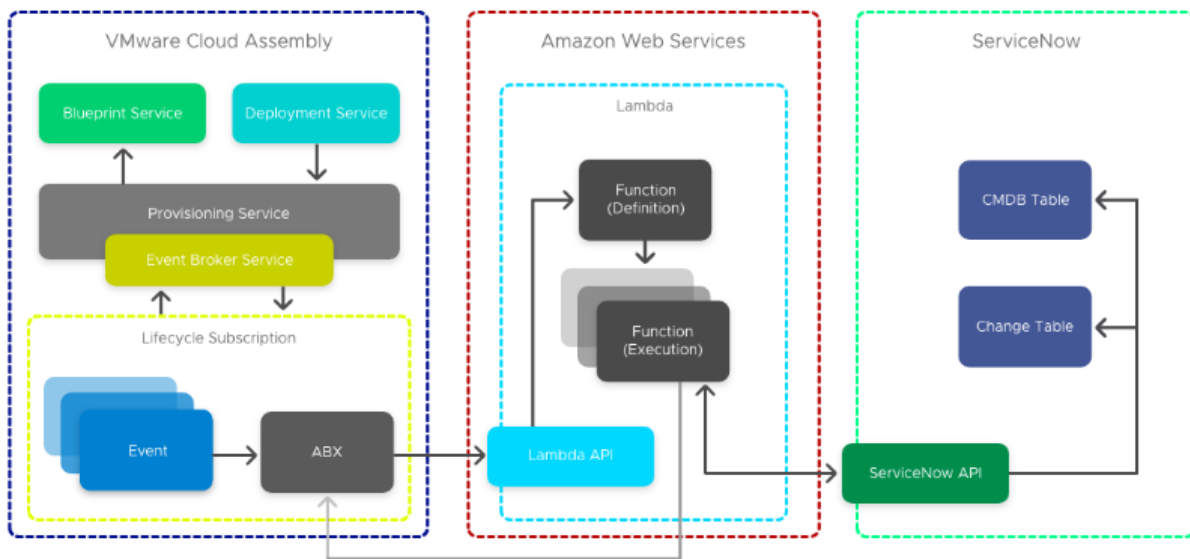 VMware Cloud Assembly
Blueprint Service
Deployment Service
Provisioning Service
Event Broker Service
Lifecycle Subscription
Event
ABX
Amazon Web Services
Lambda
Function
(Definition)
Function
(Execution)
Lambda API
ServiceNow
CMDB Table
Change Table
ServiceNow API